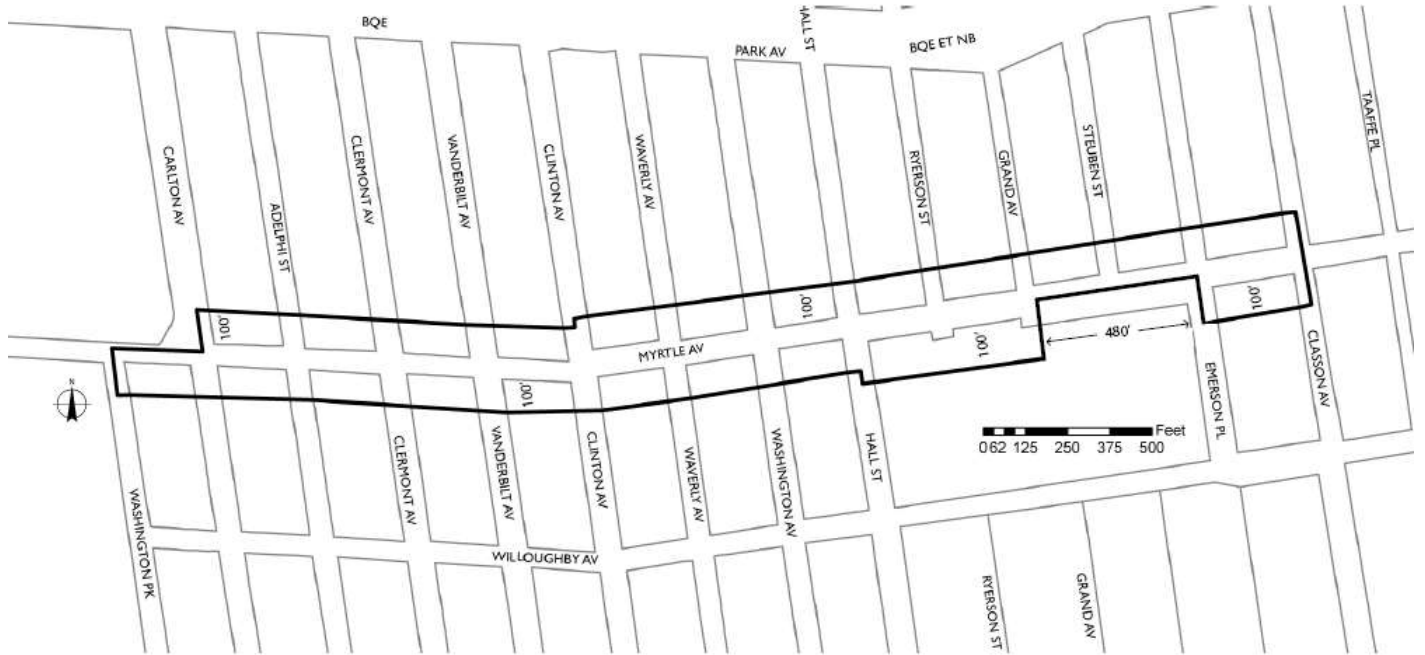 BQE
HALL ST
PARK AV
BQE ET NB
CARLTON AV
ADELPHI ST
CLERMONT AV
VANDERBILT AV
CLINTON AV
WAVERLY AV
RYERSON ST
GRAND AV
STEUBEN ST
TAAFFE PL
100'
100'
100'
100'
MYRTLE AV
480'
100'
N
WASHINGTON PK
CLERMONT AV
VANDERBILT AV
CLINTON AV
WAVERLY AV
WASHINGTON AV
HALL ST
EMERSON PL
CLASSON AV
Feet
0 62 125 250 375 500
WILLOUGHBY AV
RYERSON ST
GRAND AV